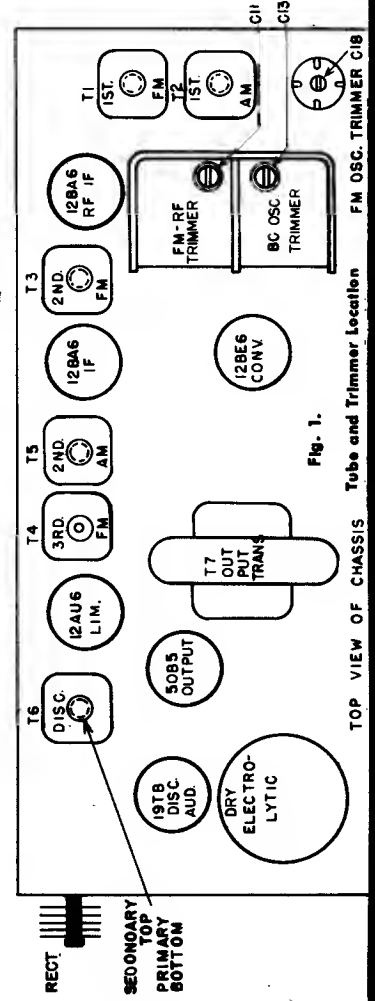 RECT.
SECONDARY
TOP
PRIMARY
BOTTOM
T6
DISC.
12AU6
LIM.
T4
3RD.
FM
T5
2ND.
AM
12BA6
IF
T3
2ND.
FM
12BA6
RF IF
T1
IST.
FM
T2
IST.
AM
C11
C13
19T8
DISC.
AUD.
50B5
OUTPUT
DRY
ELECTRO-
LYTIC
T7
OUT
PUT
TRANS
12BE6
CONV.
FM-RF
TRIMMER
BC OSC
TRIMMER
Fig. 1.
TOP VIEW OF CHASSIS Tube and Trimmer Location FM OSC. TRIMMER C18